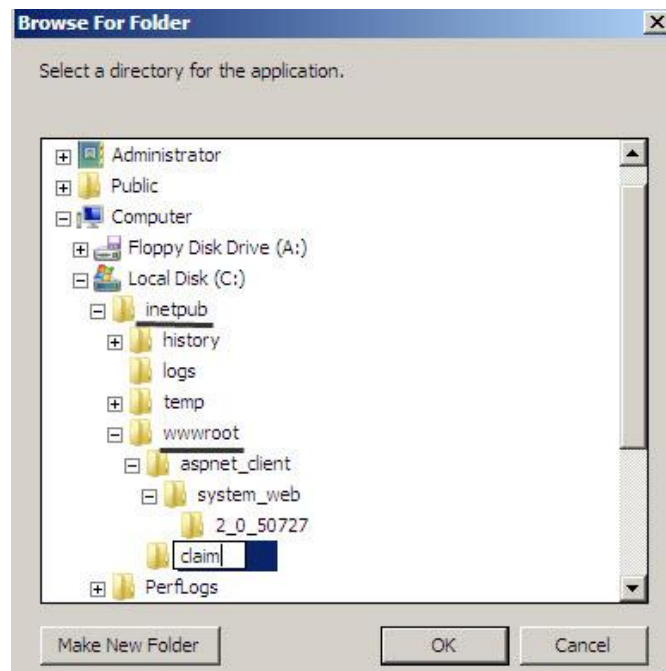 Browse For Folder
Select a directory for the application.
Administrator
Public
Computer
Floppy Disk Drive (A:)
Local Disk (C:)
inetpub
history
logs
temp
wwwroot
aspnet_client
system_web
2_0_50727
claim
PerfLogs
Make New Folder OK Cancel